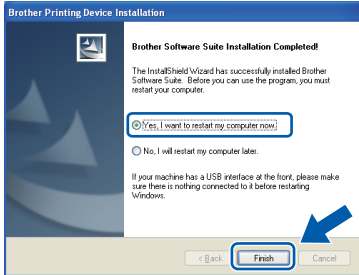 Brother Printing Device Installation
Brother Software Suite Installation Completed!
The InstallShield Wizard has successfully installed Brother
Software Suite. Before you can use the program, you must
restart your computer.
Yes, I want to restart my computer now.
No, I will restart my computer later.
If your machine has a USB interface at the front, please make
sure there is nothing connected to it before restarting
Windows.
< Back Finish Cancel